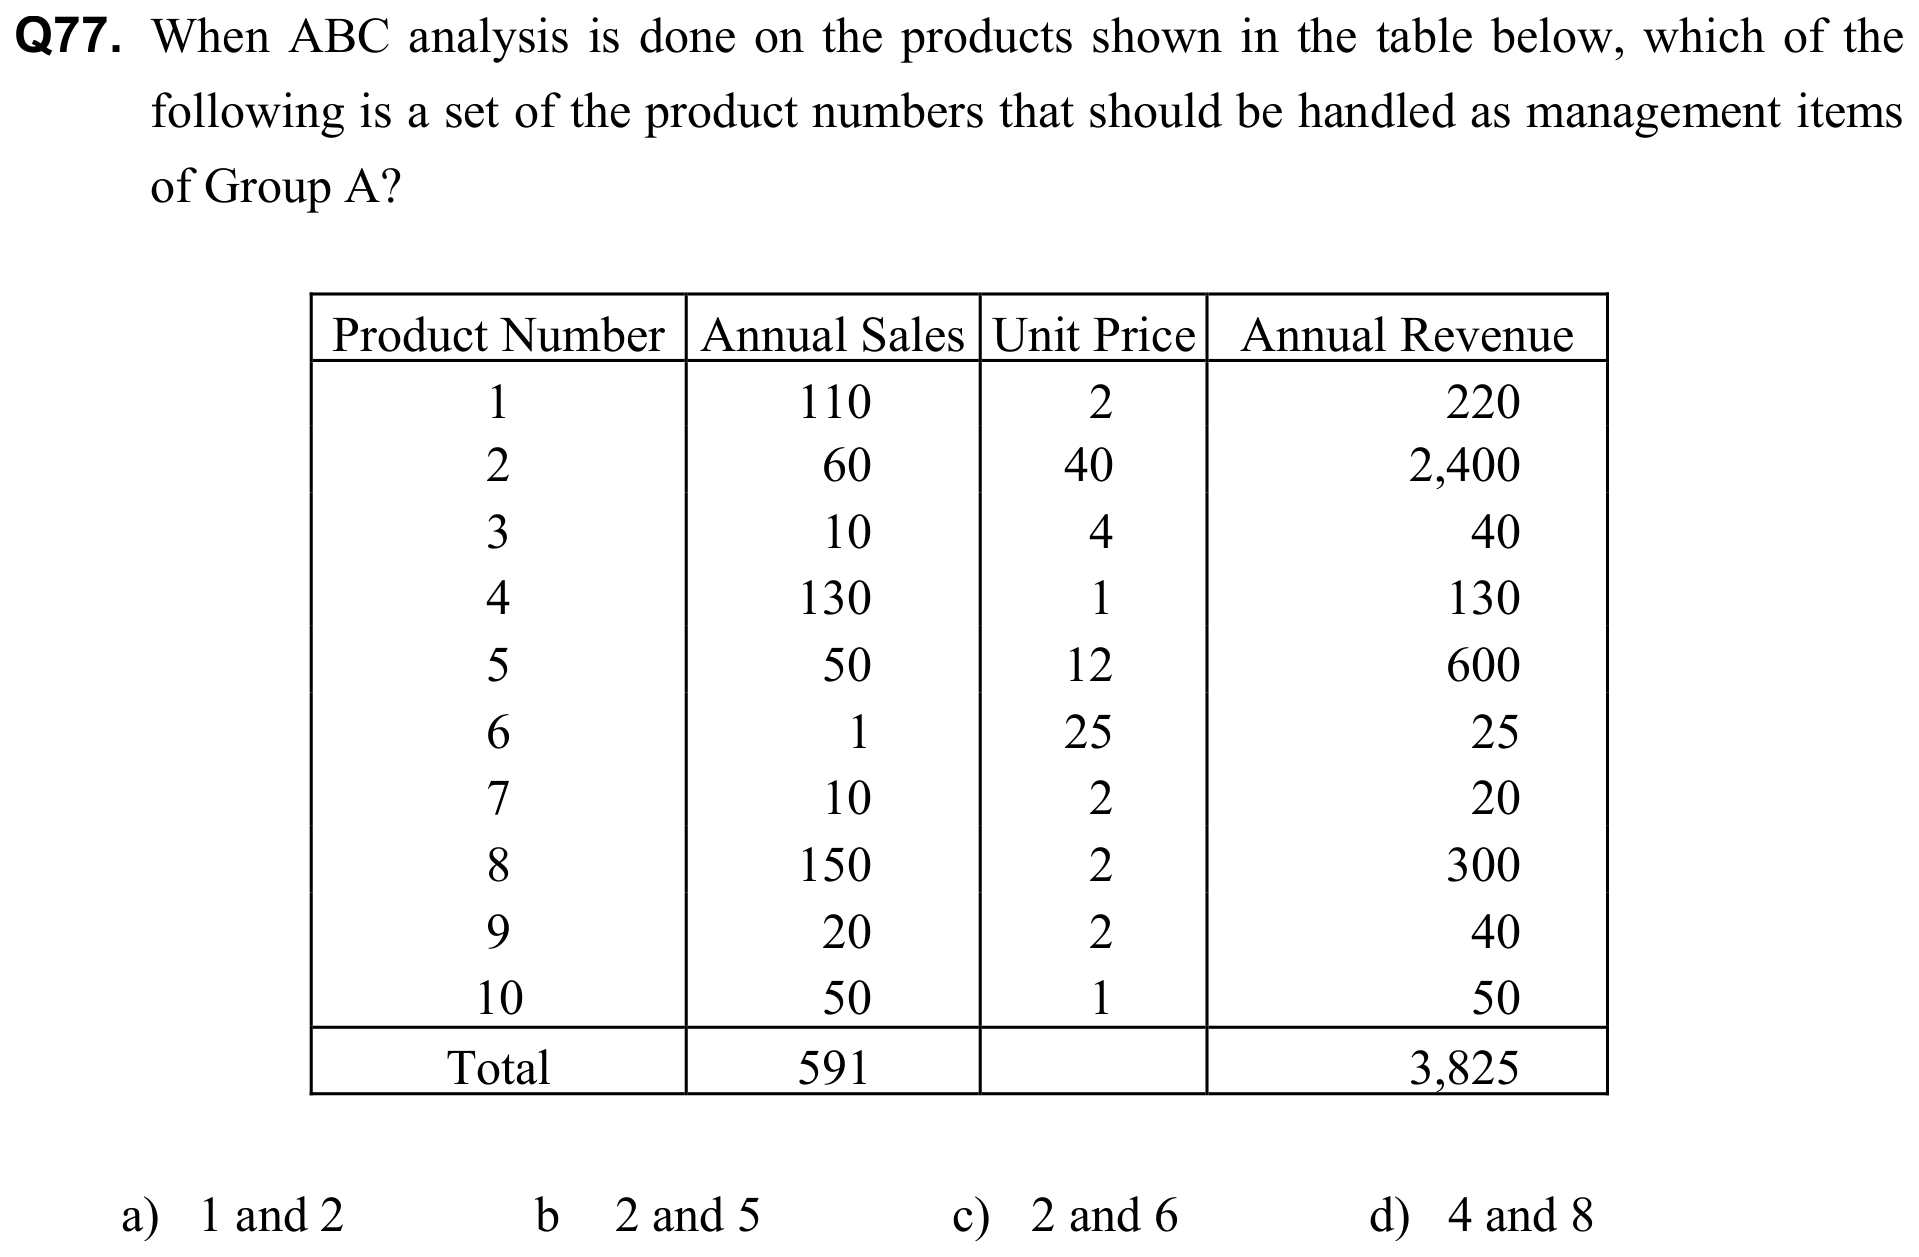 Q77. When ABC analysis is done on the products shown in the table below, which of the
following is a set of the product numbers that should be handled as management items
of Group A?
Product Number Annual Sales Unit Price Annual Revenue
1 110 2 220
2 60 40 2,400
3 10 4 40
4 130 1 130
5 50 12 600
6 1 25 25
7 10 2 20
8 150 2 300
9 20 2 40
10 50 1 50
Total 591 3,825
a) 1 and 2 b 2 and 5 c) 2 and 6 d) 4 and 8